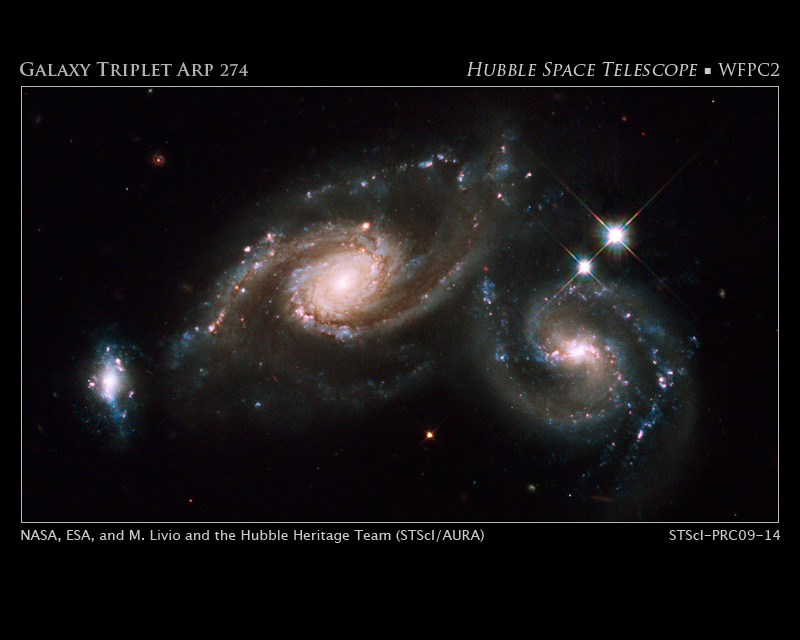 Galaxy Triplet Arp 274
Hubble Space Telescope ▪ WFPC2
NASA, ESA, and M. Livio and the Hubble Heritage Team (STScI/AURA)
STScI-PRC09-14